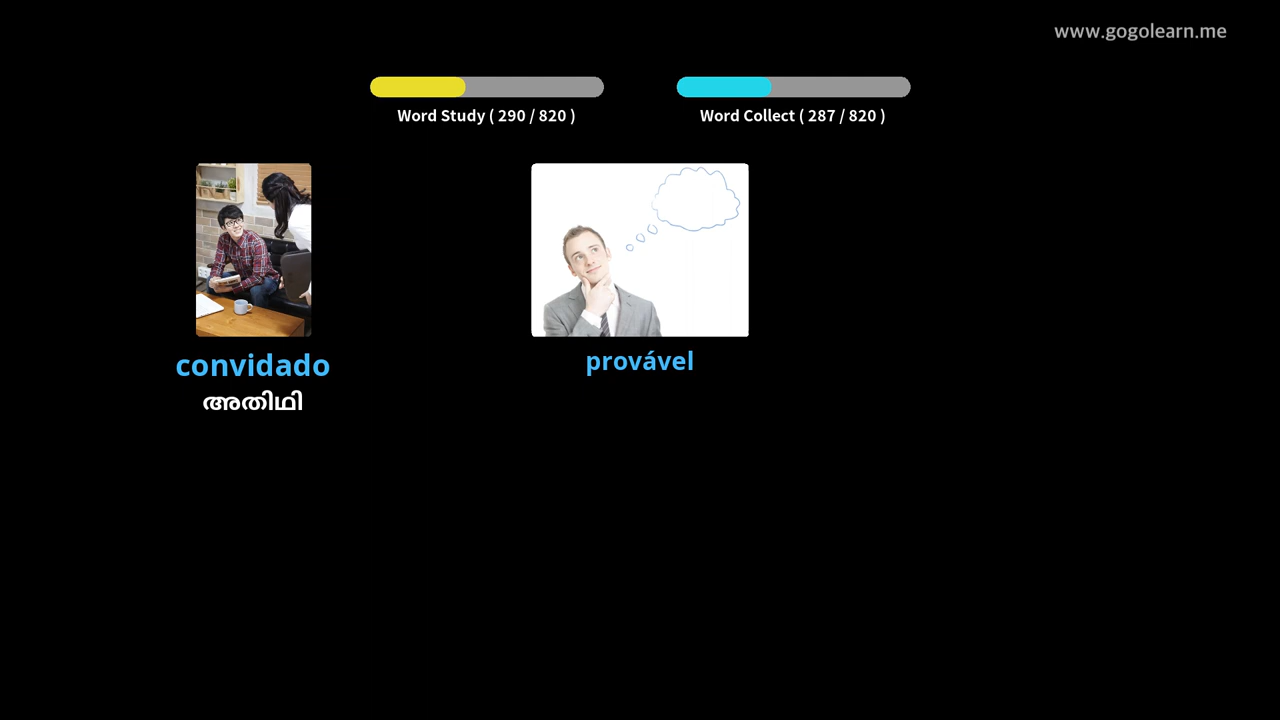 www.gogolearn.me
Word Study ( 290 / 820 )
Word Collect ( 287 / 820 )
convidado
അതിഥി
provável